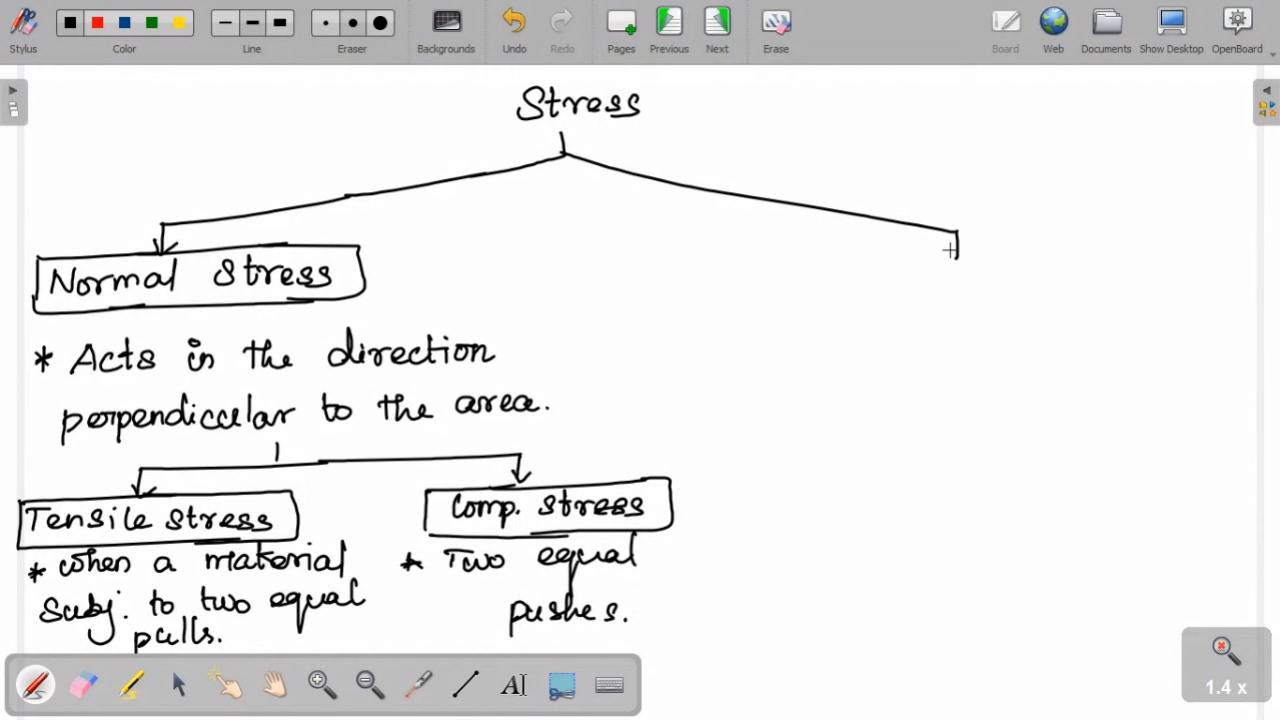 Stylus
Color
Line
Eraser
Backgrounds
Undo
Redo
Pages
Previous
Next
Erase
Board
Web
Documents
Show Desktop
OpenBoard
Stress
Normal Stress
* Acts in the direction
perpendicular to the area.
Tensile stress
Comp. stress
* When a material
subj. to two equal
pulls.
* Two equal
pushes.
1.4 x